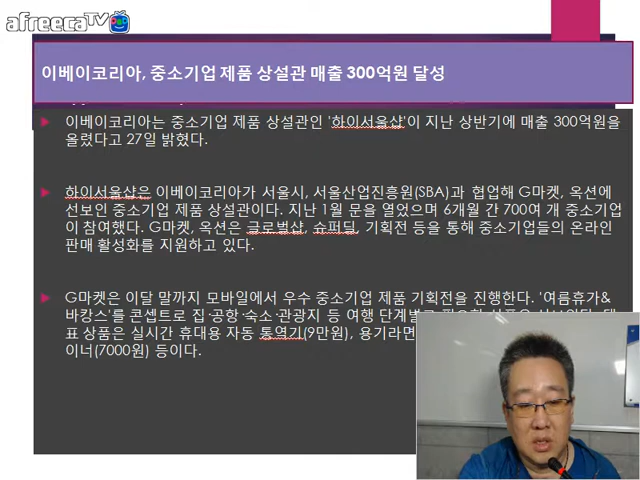 afreecaTV
이베이코리아, 중소기업 제품 상설관 매출 300억원 달성
이베이코리아는 중소기업 제품 상설관인 '하이서울샵'이 지난 상반기에 매출 300억원을
올렸다고 27일 밝혔다.
하이서울샵은 이베이코리아가 서울시, 서울산업진흥원(SBA)과 협업해 G마켓, 옥션에
선보인 중소기업 제품 상설관이다. 지난 1월 문을 열었으며 6개월 간 700여 개 중소기업
이 참여했다. G마켓, 옥션은 글로벌샵, 슈퍼딜, 기획전 등을 통해 중소기업들의 온라인
판매 활성화를 지원하고 있다.
G마켓은 이달 말까지 모바일에서 우수 중소기업 제품 기획전을 진행한다. '여름휴가&
바캉스'를 콘셉트로 집·공항·숙소·관광지 등 여행 단계별로
표 상품은 실시간 휴대용 자동 통역기(9만원), 용기라면
이너(7000원) 등이다.